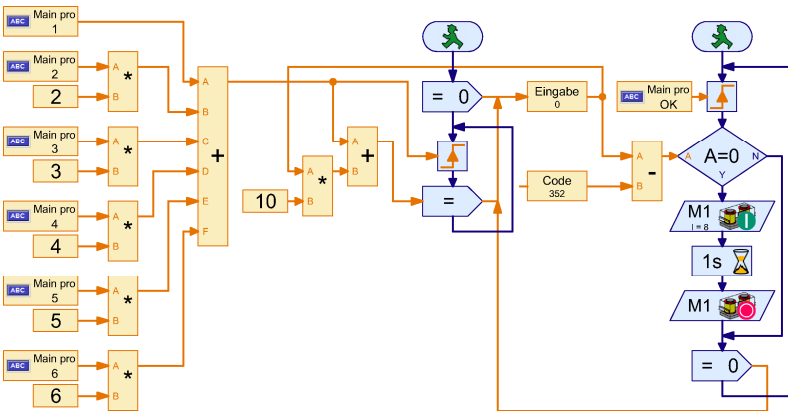 ABC Main pro
1
ABC Main pro
2
A
B
*
2
ABC Main pro
3
A
B
*
3
ABC Main pro
4
A
B
*
4
ABC Main pro
5
A
B
*
5
ABC Main pro
6
A
B
*
6
A
B
C
D
E
F
+
10
A
B
*
A
B
+
= 0
=
Eingabe
0
Code
352
A
B
-
ABC Main pro
OK
A
A=0
N
Y
M1
I = 8
1s
M1
= 0